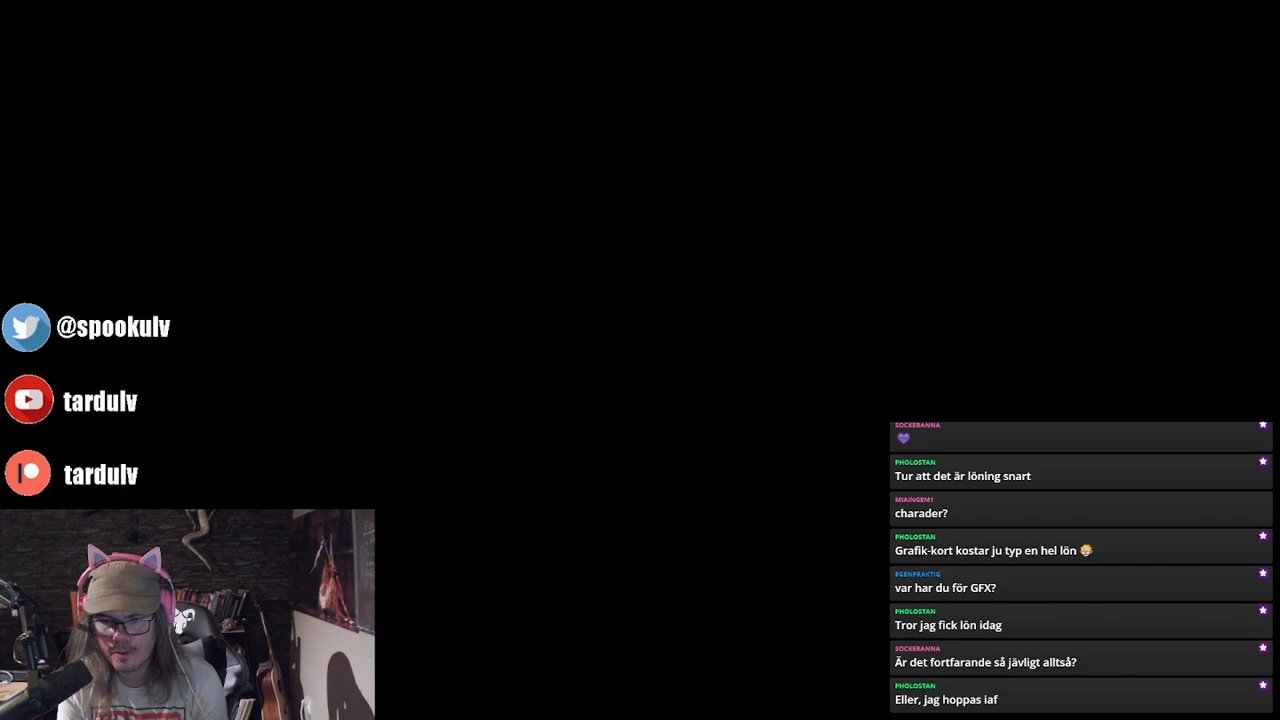 @spookulv
tardulv
tardulv
SOCKERANNA
PHOLOSTAN
Tur att det är löning snart
MIAINGEM1
charader?
PHOLOSTAN
Grafik-kort kostar ju typ en hel lön
EGENPRAKTIG
var har du för GFX?
PHOLOSTAN
Tror jag fick lön idag
SOCKERANNA
Är det fortfarande så jävligt alltså?
PHOLOSTAN
Eller, jag hoppas iaf